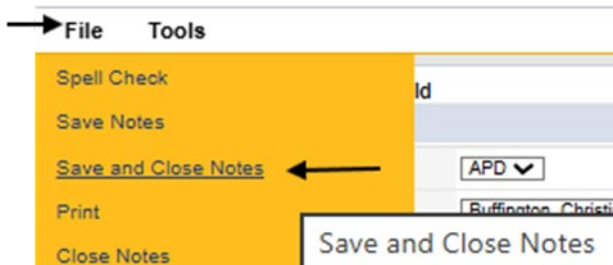 File Tools
Spell Check
ld
Save Notes
Save and Close Notes
APD
Print
Buffington, Christi
Save and Close Notes
Close Notes